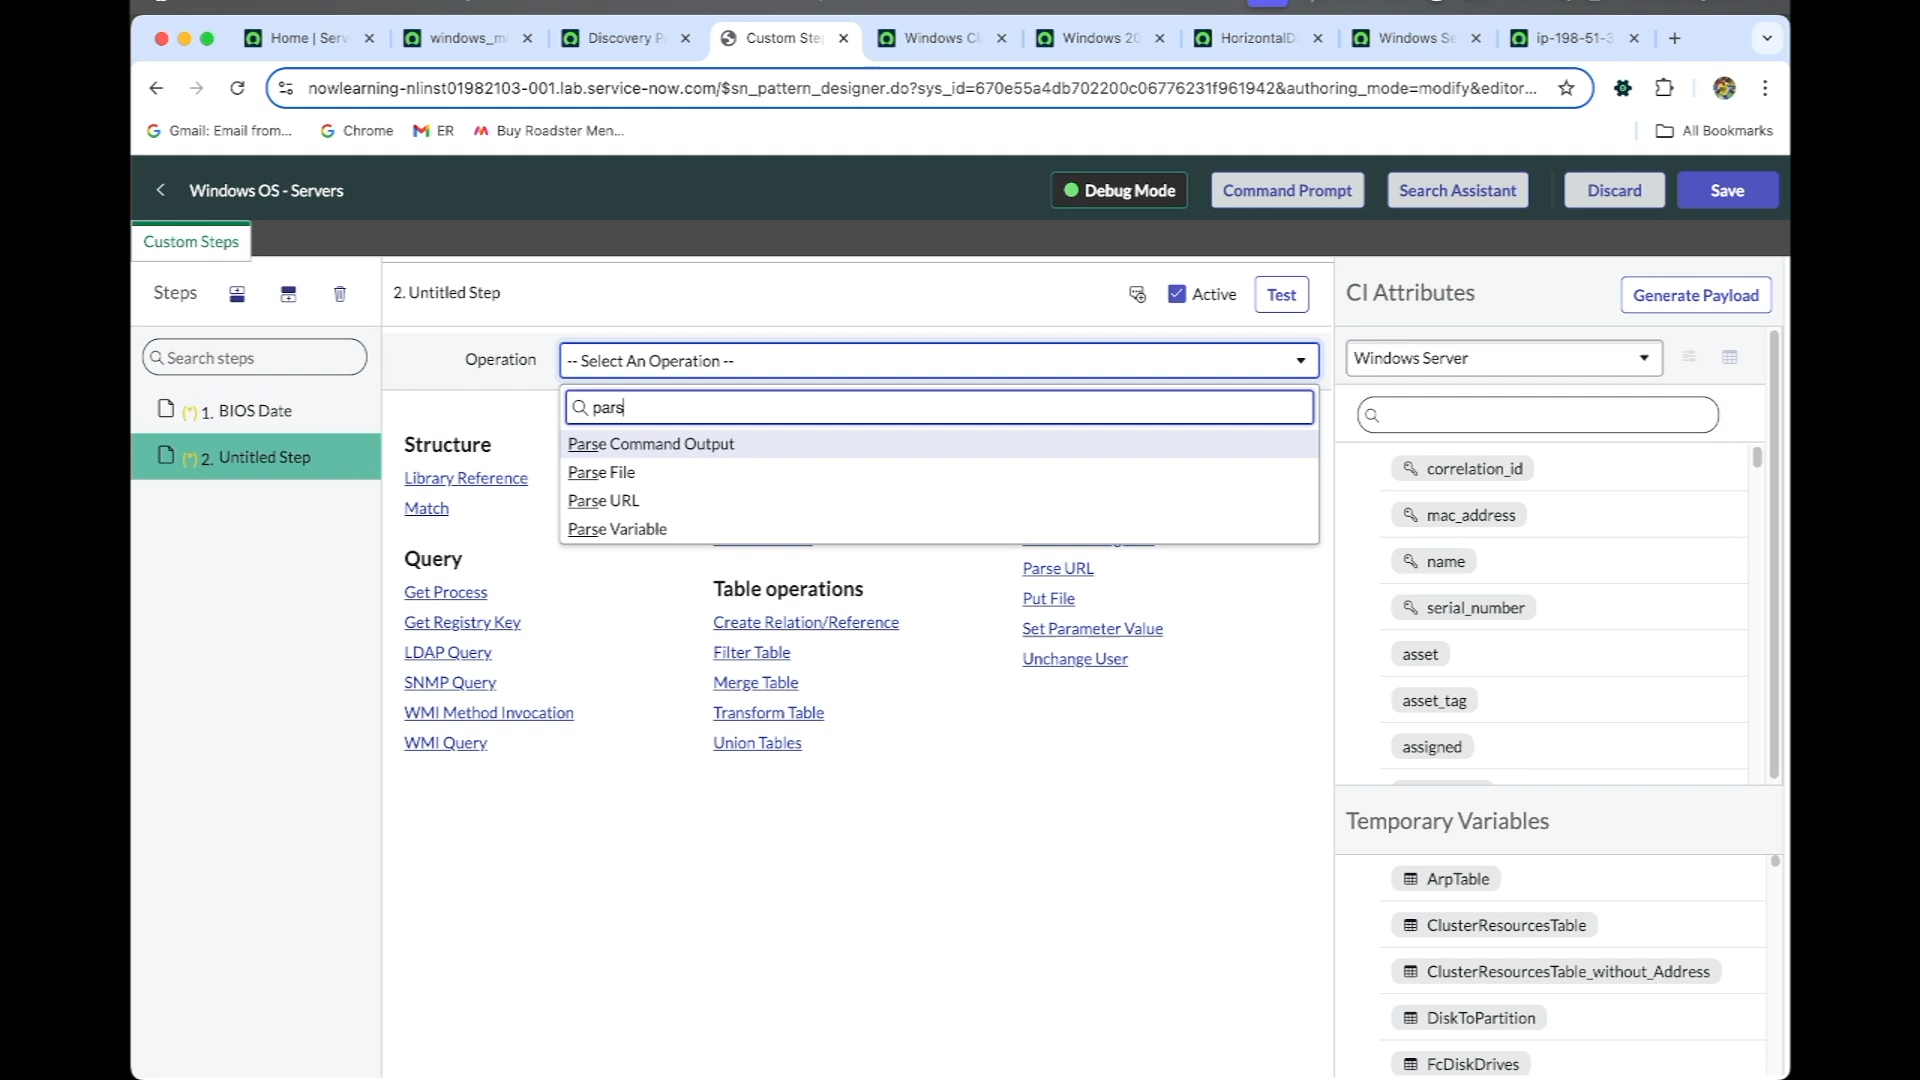 Home | Serv
windows_mi
Discovery Pa
Custom Ste
Windows Cl
Windows 20
HorizontalD
Windows Se
ip-198-51-3
nowlearning-nlinst01982103-001.lab.service-now.com/$sn_pattern_designer.do?sys_id=670e55a4db702200c06776231f961942&authoring_mode=modify&editor...
Gmail: Email from...
Chrome
ER
Buy Roadster Men...
All Bookmarks
Windows OS - Servers
Debug Mode
Command Prompt
Search Assistant
Discard
Save
Custom Steps
Steps
2. Untitled Step
Active
Test
CI Attributes
Generate Payload
Search steps
Operation
-- Select An Operation --
Windows Server
pars
(*) 1. BIOS Date
(*) 2. Untitled Step
Parse Command Output
Parse File
Parse URL
Parse Variable
Structure
Library Reference
Match
Query
Get Process
Get Registry Key
LDAP Query
SNMP Query
WMI Method Invocation
WMI Query
Table operations
Create Relation/Reference
Filter Table
Merge Table
Transform Table
Union Tables
Parse URL
Put File
Set Parameter Value
Unchange User
correlation_id
mac_address
name
serial_number
asset
asset_tag
assigned
Temporary Variables
ArpTable
ClusterResourcesTable
ClusterResourcesTable_without_Address
DiskToPartition
FcDiskDrives